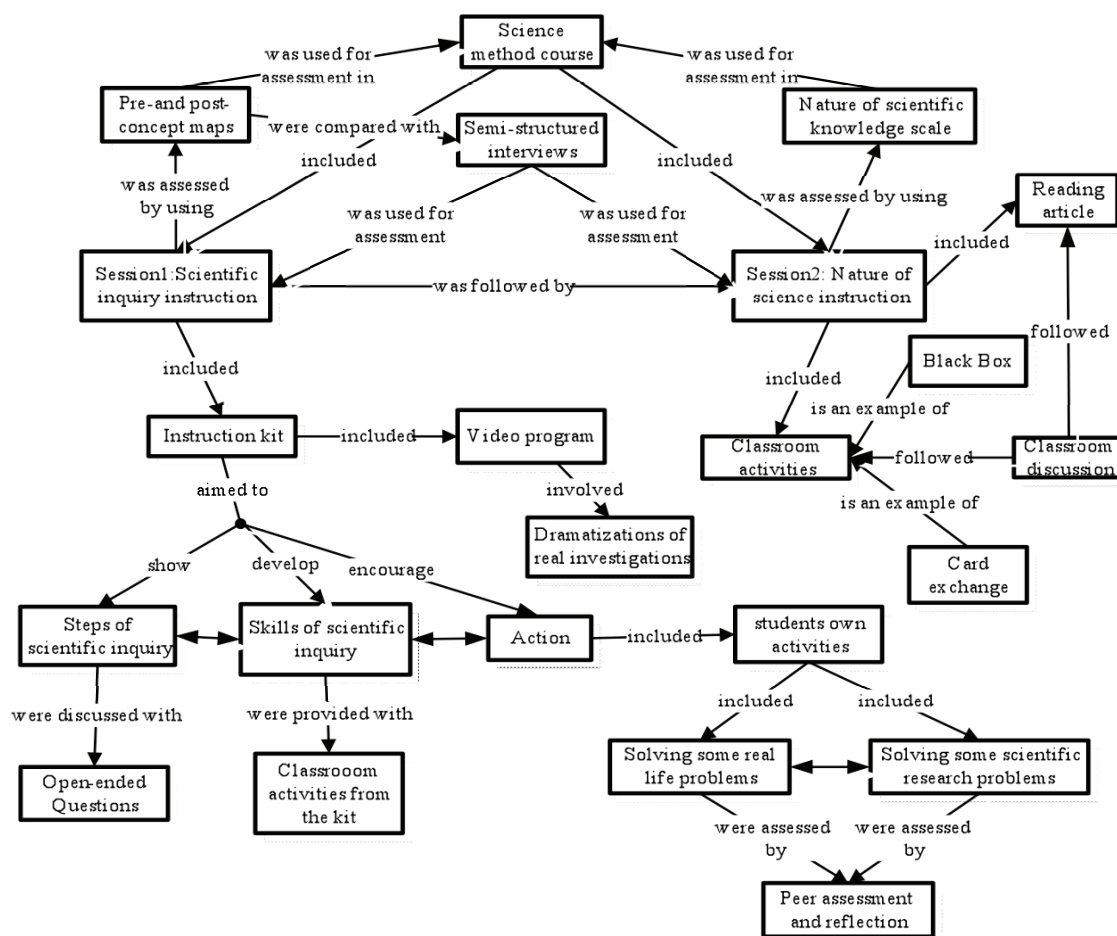 Science
method course
was used for
assessment in
was used for
assessment in
Pre-and post-
concept maps
were compared with
Semi-structured
interviews
Nature of scientific
knowledge scale
included
included
was assessed
by using
was used for
assessment
was used for
assessment
was assessed by using
Reading
article
included
Session1:Scientific
inquiry instruction
was followed by
Session2: Nature of
science instruction
followed
included
included
Black Box
is an example of
Instruction kit
included
Video program
Classroom
activities
followed
Classroom
discussion
aimed to
involved
is an example of
Dramatizations of
real investigations
show
develop
encourage
Card
exchange
Steps of
scientific inquiry
Skills of scientific
inquiry
Action
included
students own
activities
were discussed with
were provided with
included
included
Open-ended
Questions
Classrooom
activities from
the kit
Solving some real
life problems
Solving some scientific
research problems
were assessed
by
were assessed
by
Peer assessment
and reflection